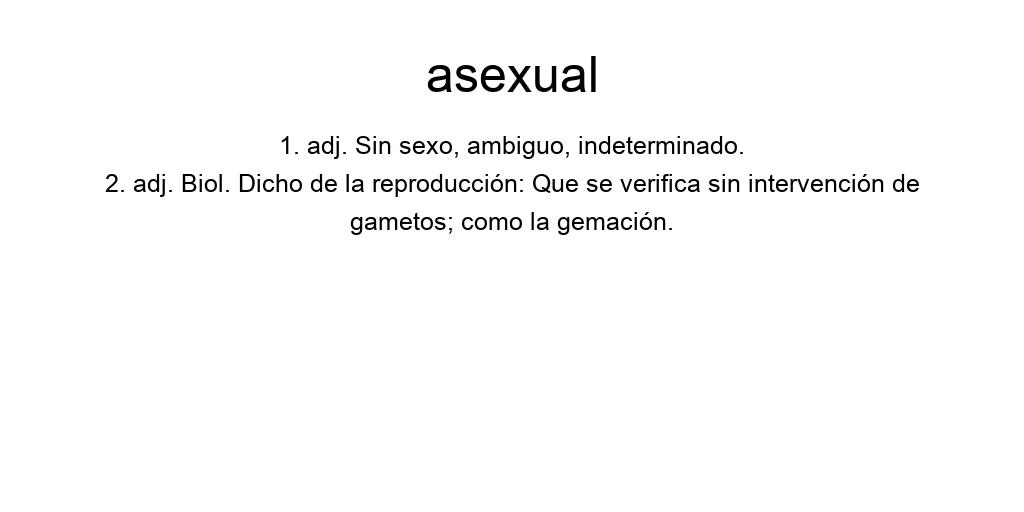 asexual
1. adj. Sin sexo, ambiguo, indeterminado.
2. adj. Biol. Dicho de la reproducción: Que se verifica sin intervención de
gametos; como la gemación.